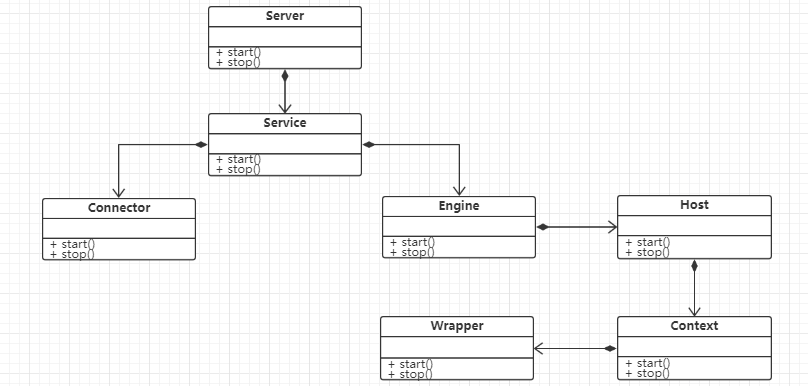 Server
+ start()
+ stop()
Service
+ start()
+ stop()
Connector
+ start()
+ stop()
Engine
+ start()
+ stop()
Host
+ start()
+ stop()
Wrapper
+ start()
+ stop()
Context
+ start()
+ stop()